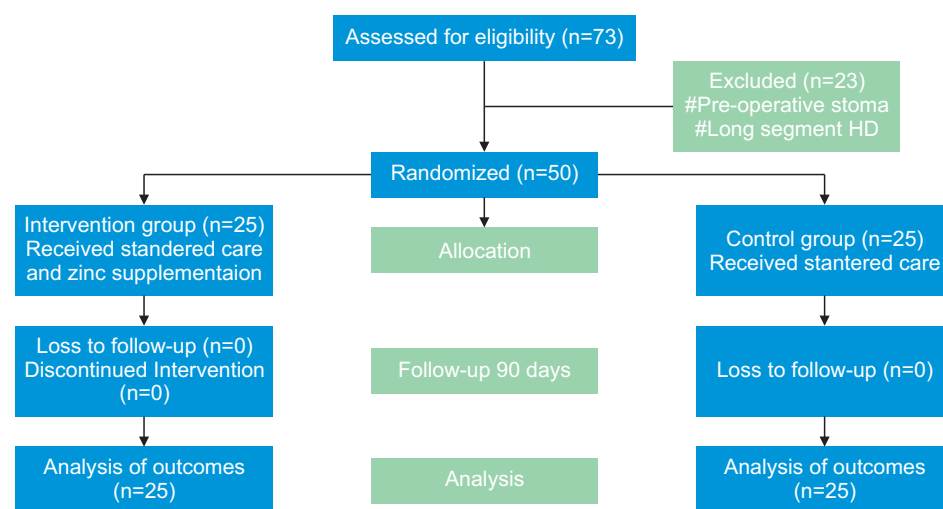 Assessed for eligibility (n=73)
Excluded (n=23)
#Pre-operative stoma
#Long segment HD
Randomized (n=50)
Intervention group (n=25)
Received standered care
and zinc supplementaion
Allocation
Control group (n=25)
Received stantered care
Loss to follow-up (n=0)
Discontinued Intervention
(n=0)
Follow-up 90 days
Loss to follow-up (n=0)
Analysis of outcomes
(n=25)
Analysis
Analysis of outcomes
(n=25)